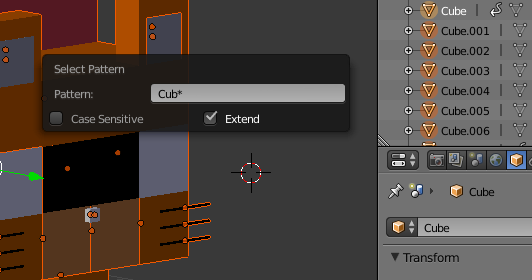 Select Pattern
Pattern: Cub*
Case Sensitive Extend
Cube
Cube.001
Cube.002
Cube.003
Cube.004
Cube.005
Cube.006
Cube
Cube
Transform